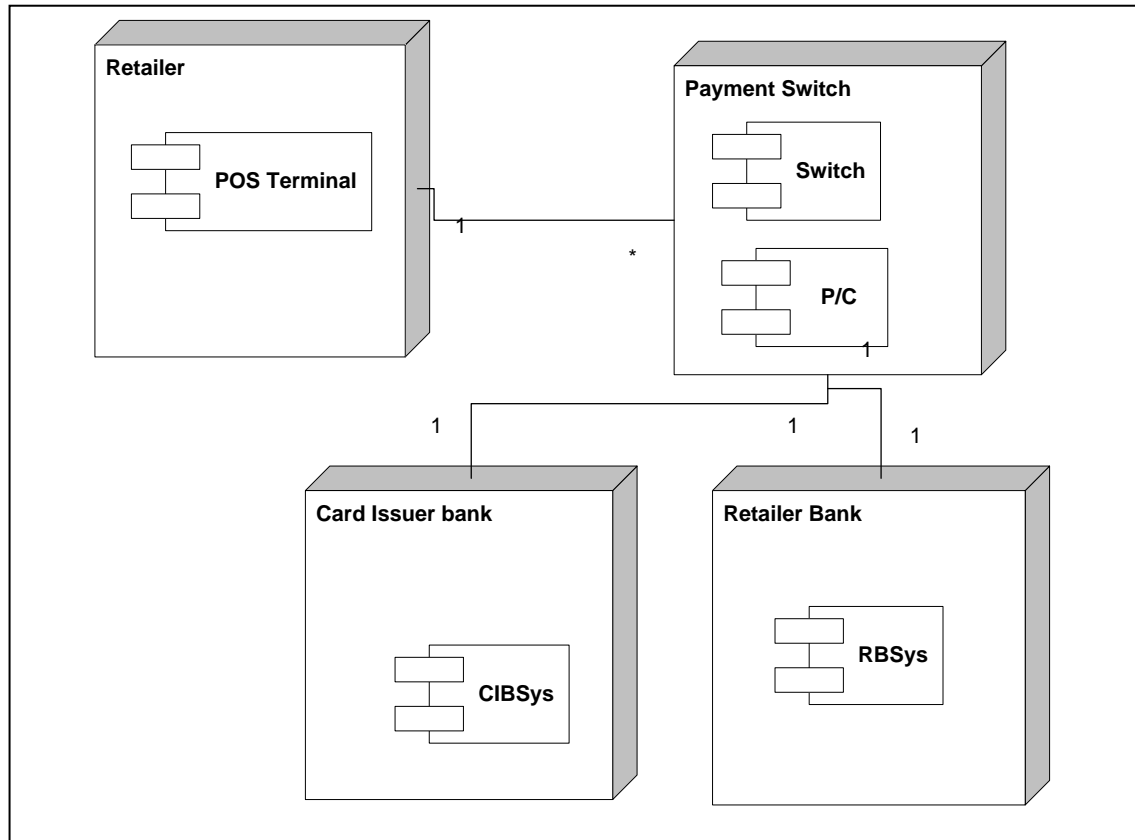 Retailer
POS Terminal
Payment Switch
Switch
P/C
1
*
1
1
1
1
Card Issuer bank
CIBSys
Retailer Bank
RBSys